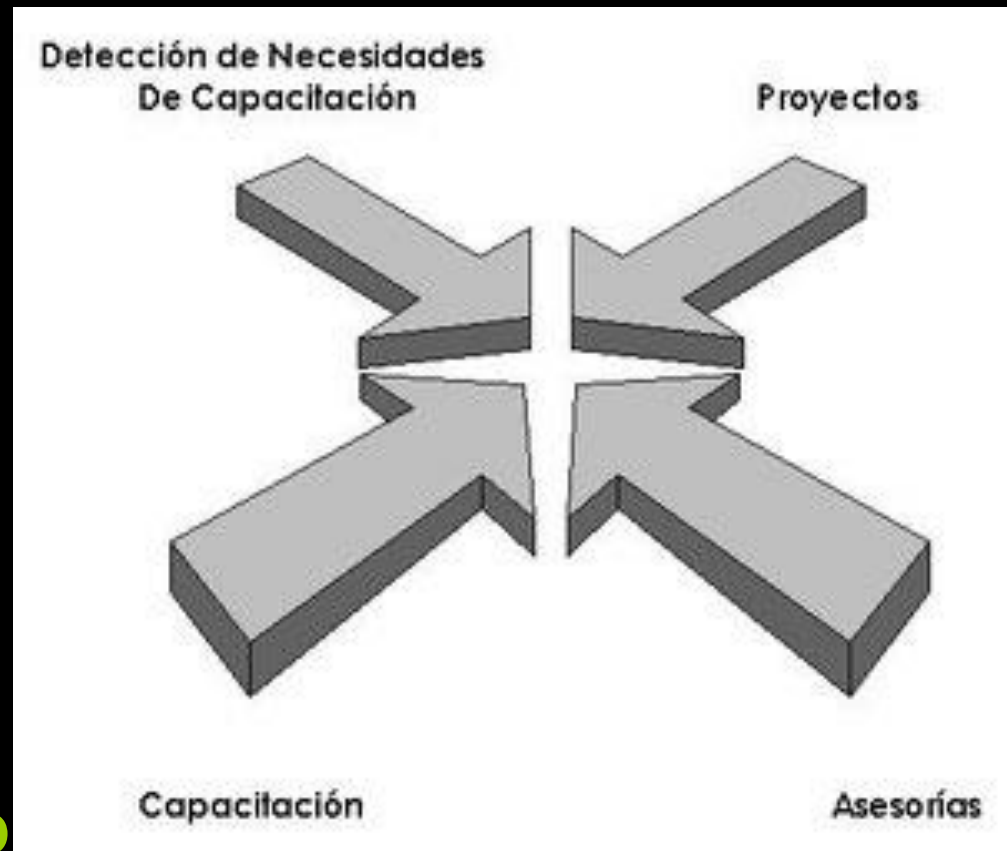 Detección de Necesidades
De Capacitación
Proyectos
Capacitación
Asesorías